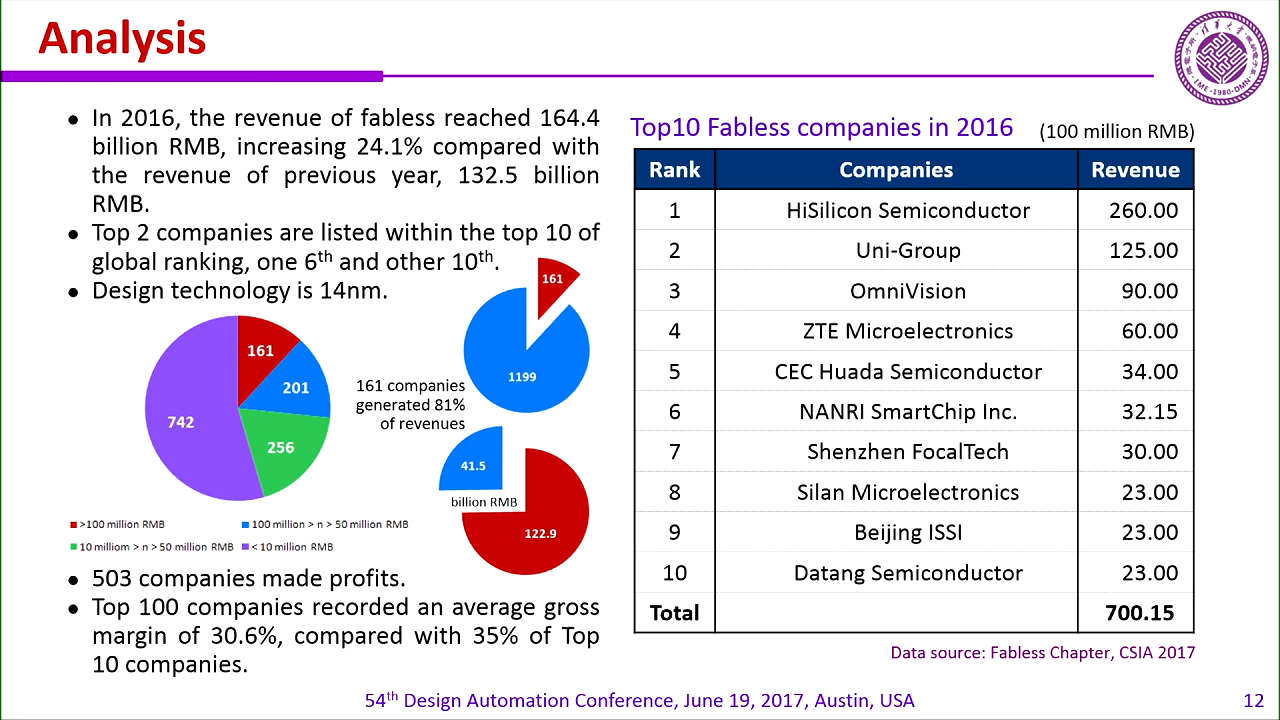 Analysis
● In 2016, the revenue of fabless reached 164.4
billion RMB, increasing 24.1% compared with
the revenue of previous year, 132.5 billion
RMB.
● Top 2 companies are listed within the top 10 of
global ranking, one 6th and other 10th.
● Design technology is 14nm.
161
201
256
742
>100 million RMB
100 million > n > 50 million RMB
10 milliom > n > 50 million RMB
< 10 million RMB
161 companies
generated 81%
of revenues
161
1199
41.5
billion RMB
122.9
● 503 companies made profits.
● Top 100 companies recorded an average gross
margin of 30.6%, compared with 35% of Top
10 companies.
Top10 Fabless companies in 2016 (100 million RMB)
Rank Companies Revenue
1 HiSilicon Semiconductor 260.00
2 Uni-Group 125.00
3 OmniVision 90.00
4 ZTE Microelectronics 60.00
5 CEC Huada Semiconductor 34.00
6 NANRI SmartChip Inc. 32.15
7 Shenzhen FocalTech 30.00
8 Silan Microelectronics 23.00
9 Beijing ISSI 23.00
10 Datang Semiconductor 23.00
Total 700.15
Data source: Fabless Chapter, CSIA 2017
54th Design Automation Conference, June 19, 2017, Austin, USA
12
IME·1980·DMN